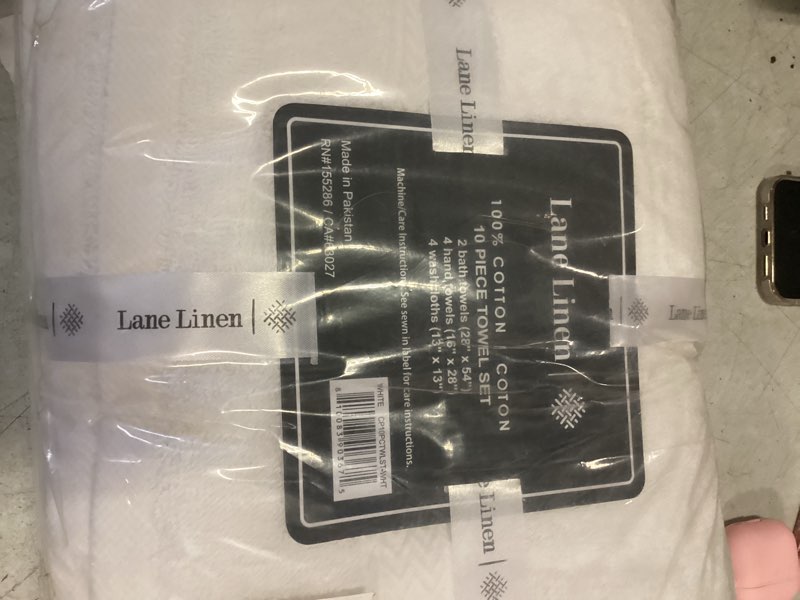 Lane Linen
100% COTTON COTON
10 PIECE TOWEL SET
2 bath towels (28" x 54")
4 hand towels (16" x 28")
4 washcloths (13" x 13")
Machine/Care Instructions: See sewn in label for care instructions.
Made in Pakistan
RN#155286 / CA#
WHITE
Lane Linen
Lane Linen
Linen
Lane Lin